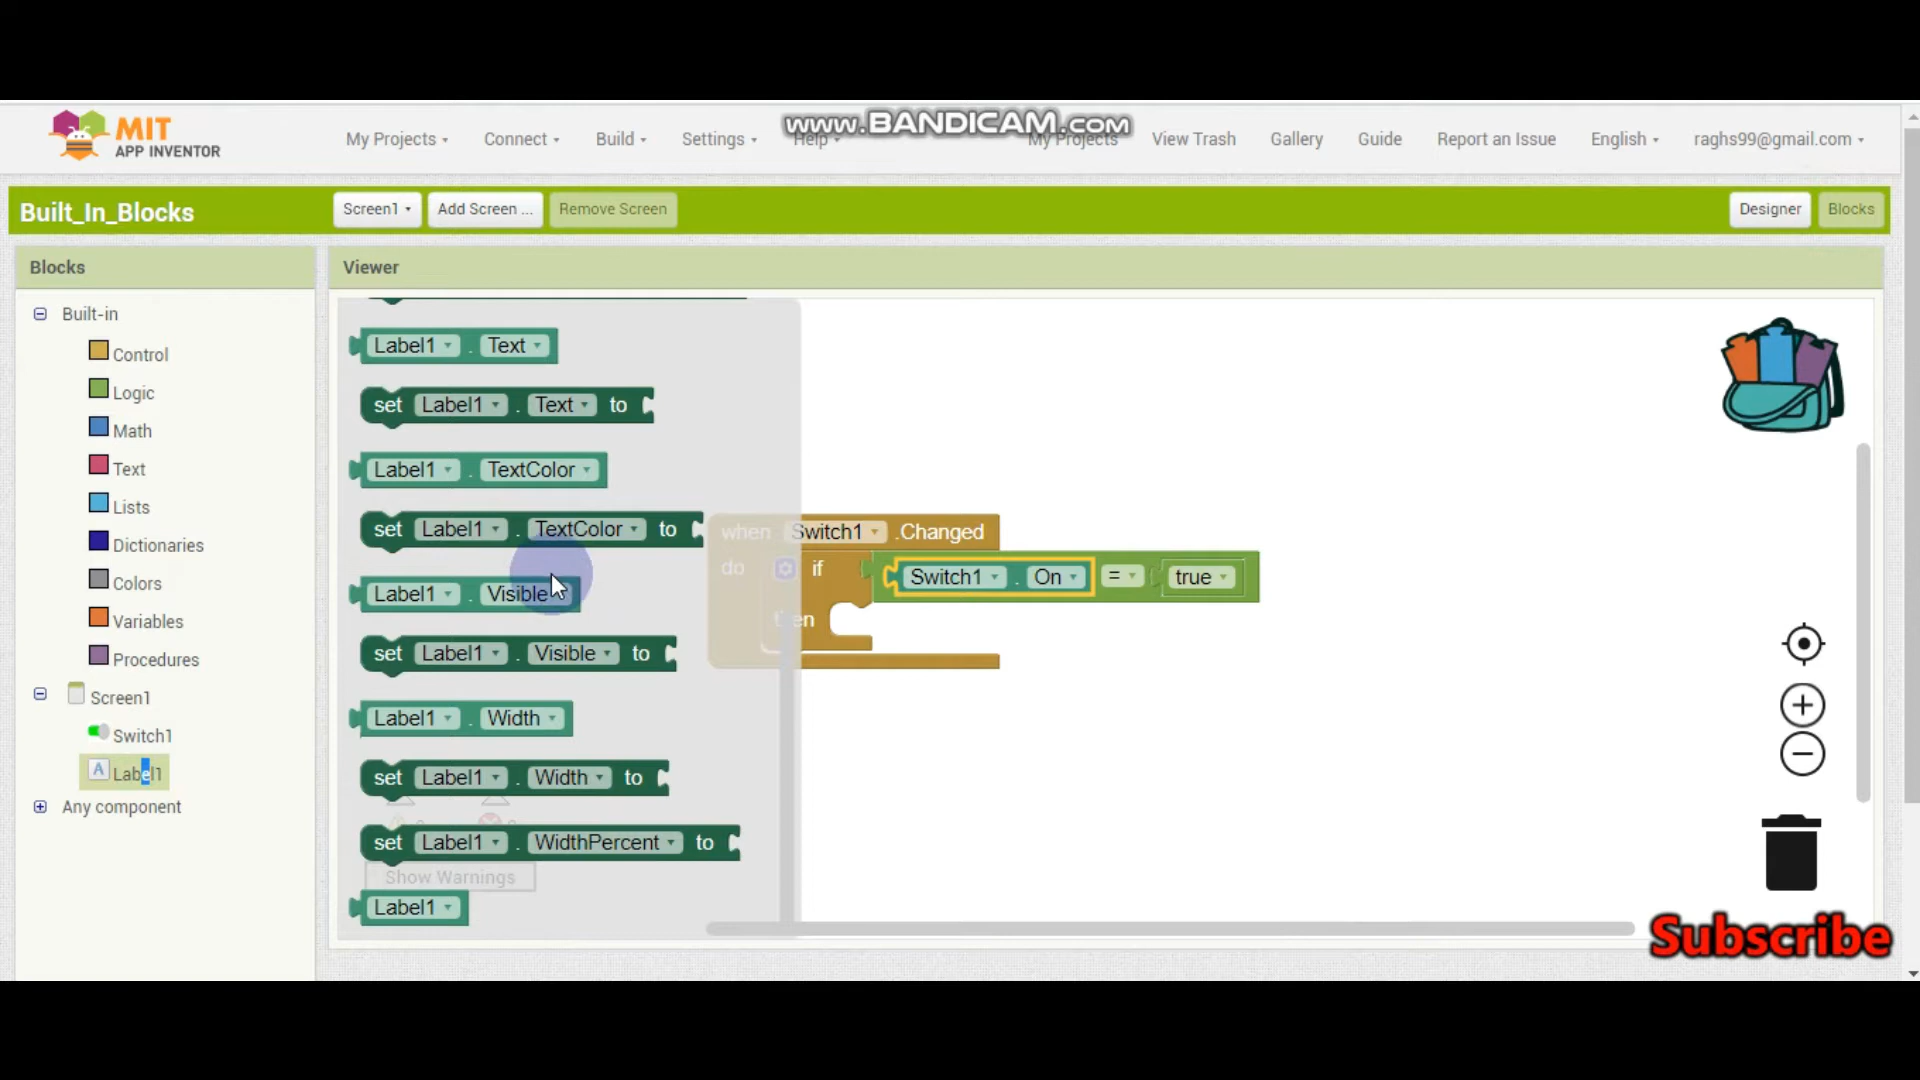 www.BANDICAM.com
MIT
APP INVENTOR
My Projects
Connect
Build
Settings
Help
My Projects
View Trash
Gallery
Guide
Report an Issue
English
raghs99@gmail.com
Built_In_Blocks
Screen1
Add Screen ...
Remove Screen
Designer
Blocks
Blocks
Viewer
Built-in
Control
Logic
Math
Text
Lists
Dictionaries
Colors
Variables
Procedures
Screen1
Switch1
Label1
Any component
Label1 . Text
set Label1 . Text to
Label1 . TextColor
set Label1 . TextColor to
Label1 . Visible
set Label1 . Visible to
Label1 . Width
set Label1 . Width to
set Label1 . WidthPercent to
Show Warnings
Label1
when Switch1 .Changed
do if Switch1 . On = true
then
Subscribe